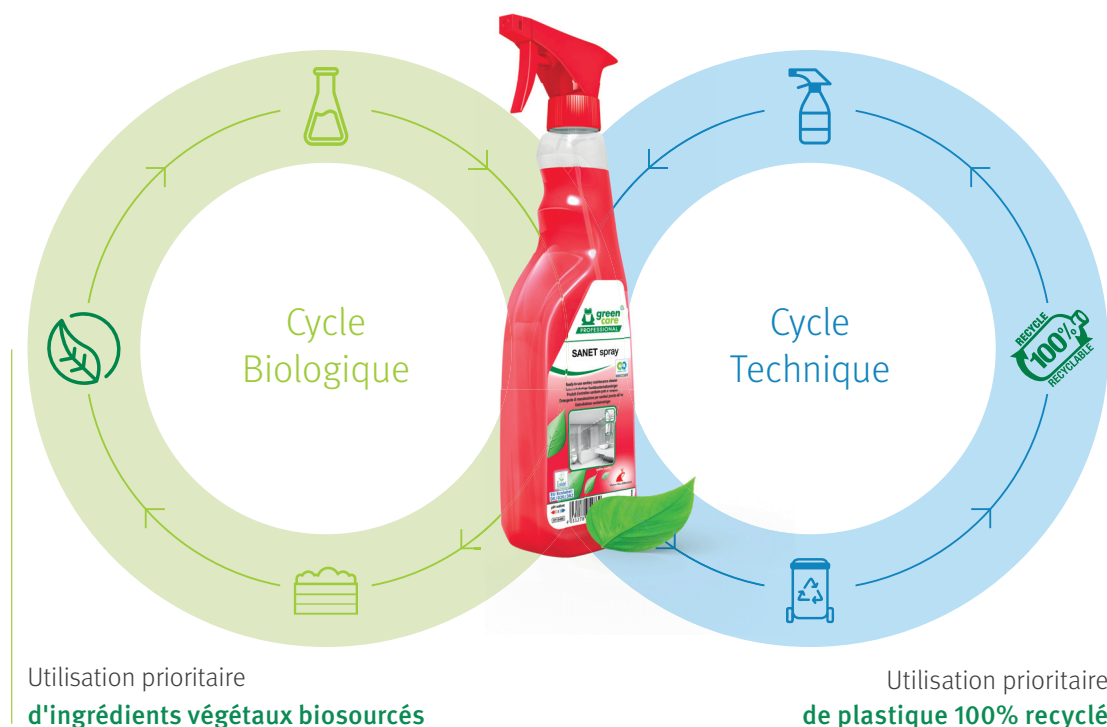 Cycle
Biologique
Cycle
Technique
RECYCLE
100%
RECYCLABLE
green
care
PROFESSIONAL
SANET spray
Utilisation prioritaire
d'ingrédients végétaux biosourcés
Utilisation prioritaire
de plastique 100% recyclé